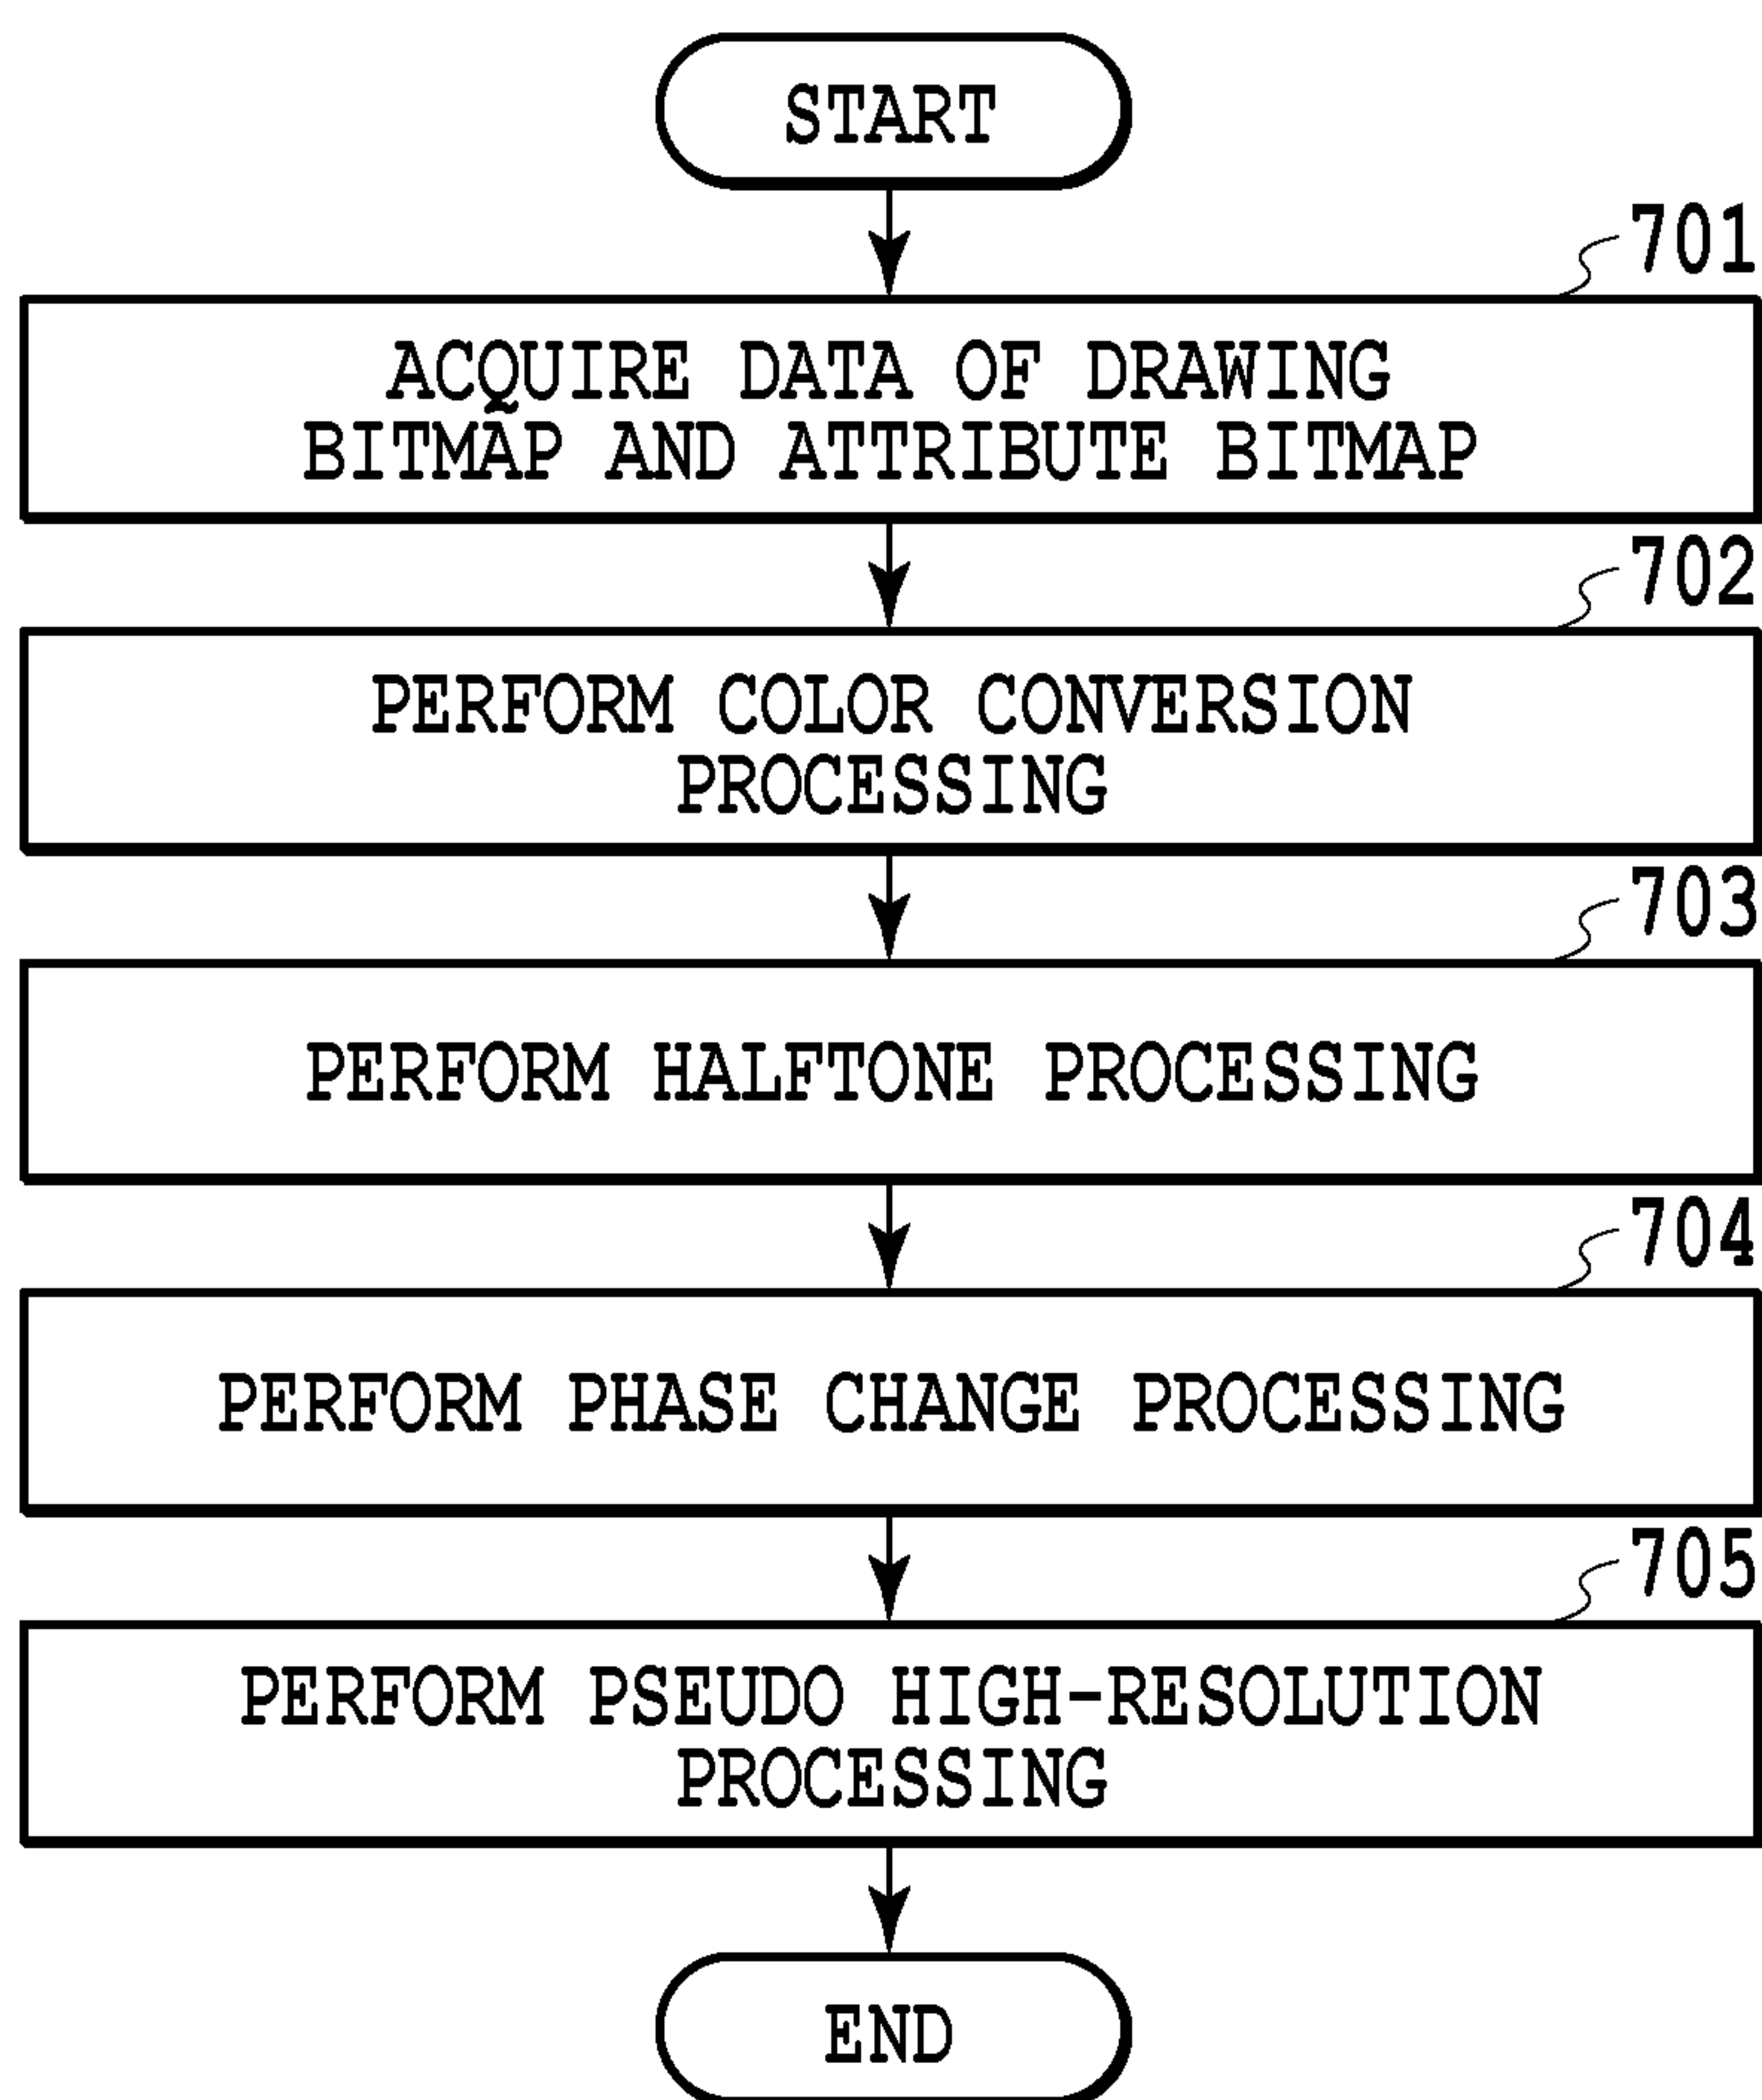 START
701
ACQUIRE DATA OF DRAWING
BITMAP AND ATTRIBUTE BITMAP
702
PERFORM COLOR CONVERSION
PROCESSING
703
PERFORM HALFTONE PROCESSING
704
PERFORM PHASE CHANGE PROCESSING
705
PERFORM PSEUDO HIGH-RESOLUTION
PROCESSING
END